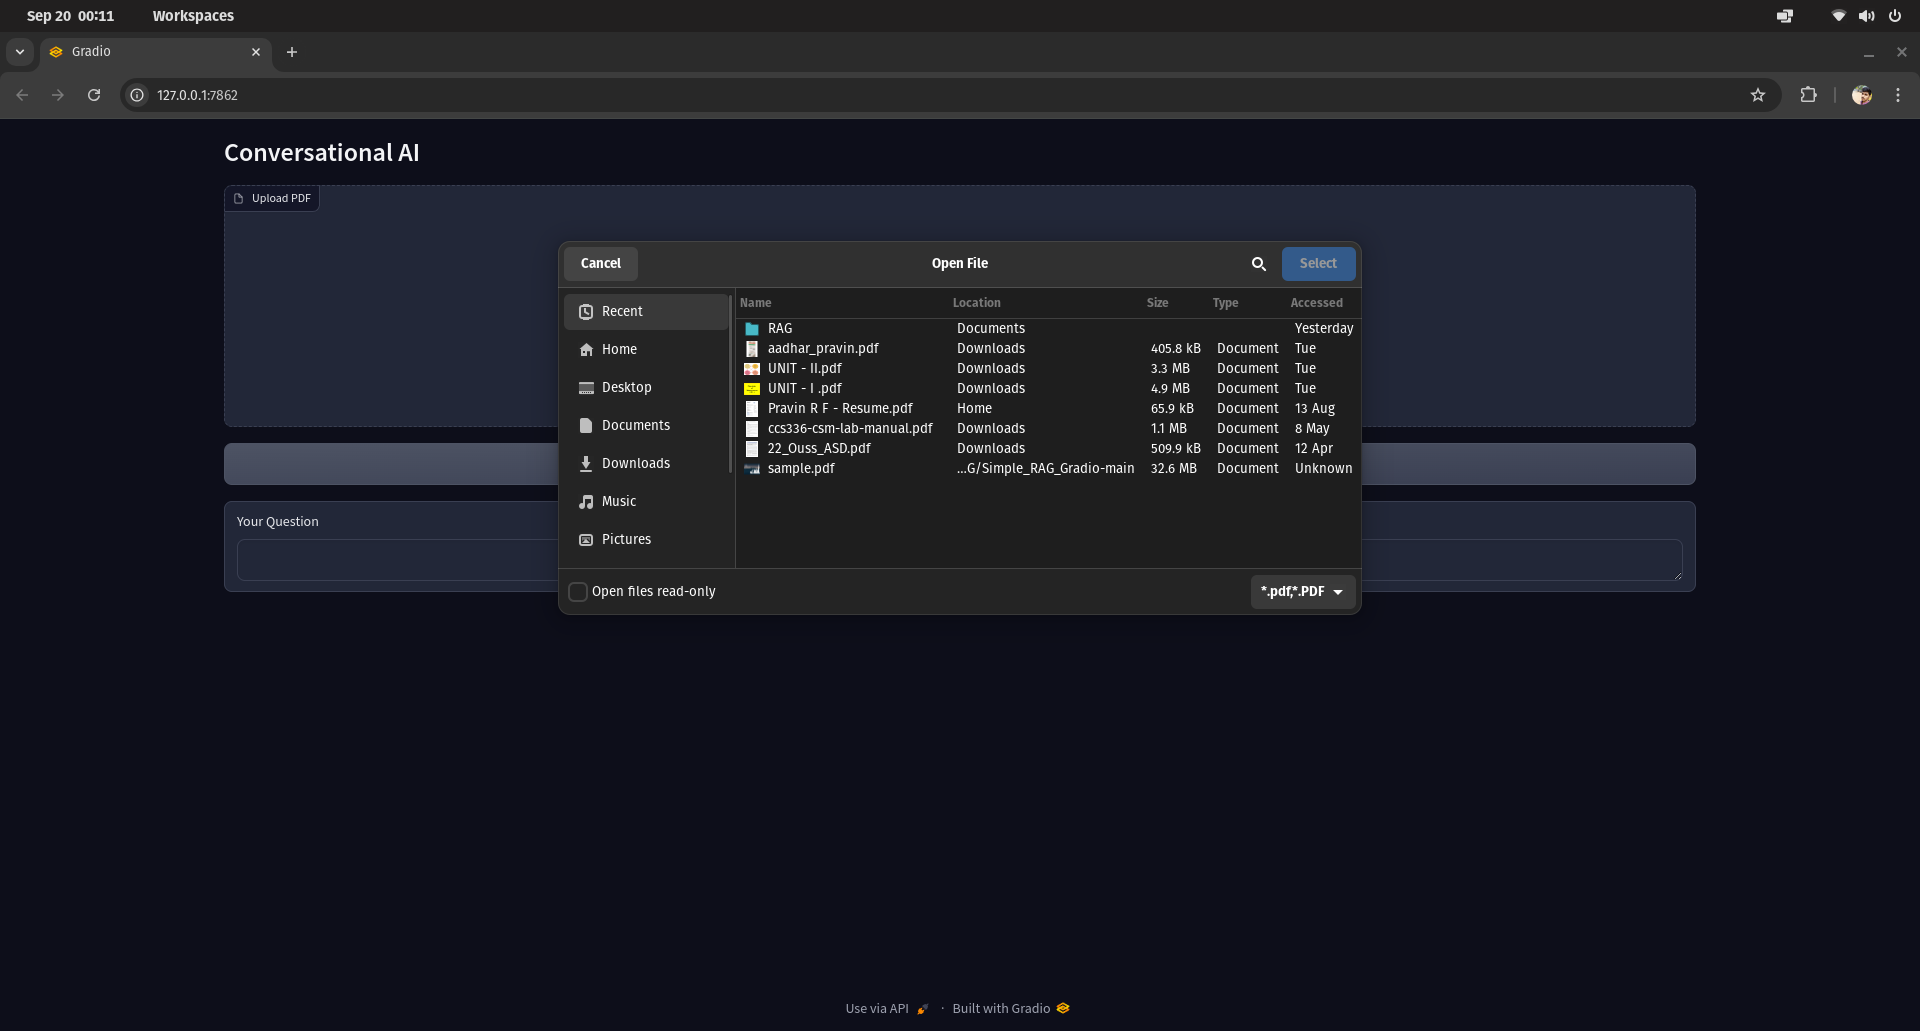 Sep 20 00:11 Workspaces
Gradio
127.0.0.1:7862
Conversational AI
Upload PDF
Cancel Open File Select
Name Location Size Type Accessed
Recent
RAG Documents Yesterday
aadhar_pravin.pdf Downloads 405.8 kB Document Tue
Home
UNIT - II.pdf Downloads 3.3 MB Document Tue
Desktop
UNIT - I .pdf Downloads 4.9 MB Document Tue
Pravin R F - Resume.pdf Home 65.9 kB Document 13 Aug
Documents
ccs336-csm-lab-manual.pdf Downloads 1.1 MB Document 8 May
22_Ouss_ASD.pdf Downloads 509.9 kB Document 12 Apr
Downloads
sample.pdf ...G/Simple_RAG_Gradio-main 32.6 MB Document Unknown
Music
Pictures
Your Question
Open files read-only *.pdf,*.PDF
Use via API · Built with Gradio